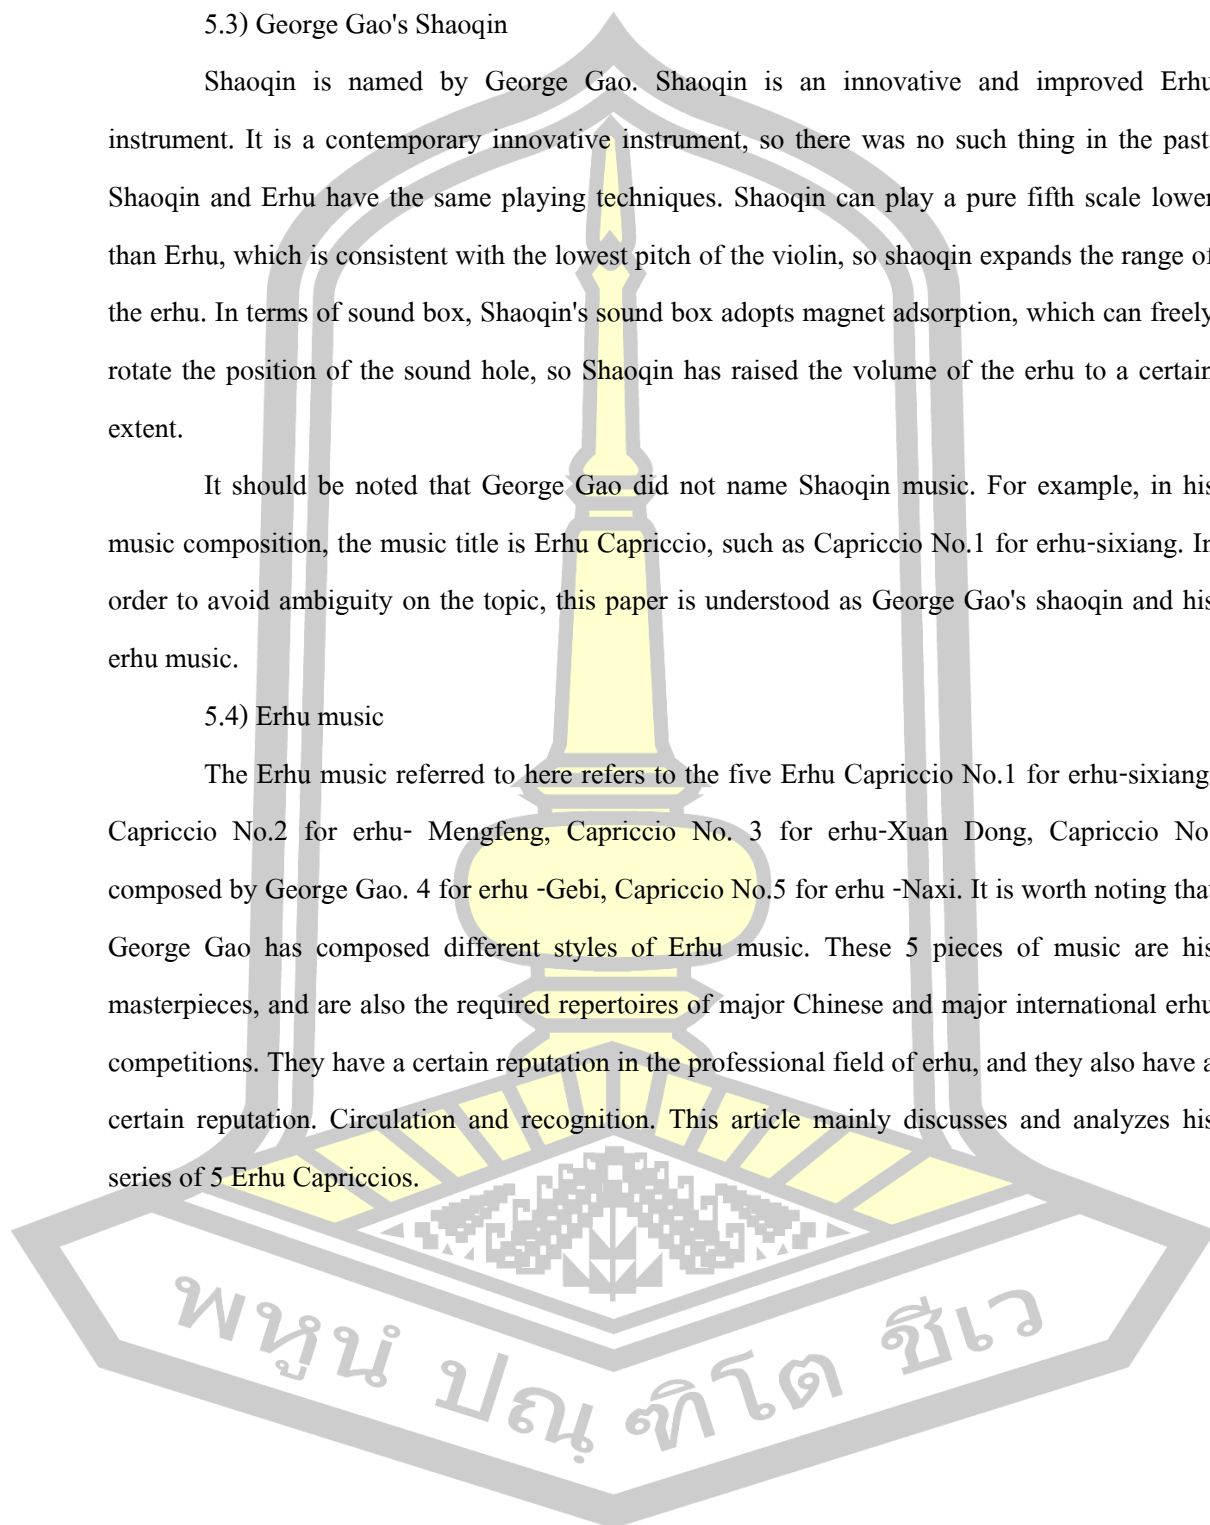 5.3) George Gao's Shaoqin
Shaoqin is named by George Gao. Shaoqin is an innovative and improved Erhu
instrument. It is a contemporary innovative instrument, so there was no such thing in the past
Shaoqin and Erhu have the same playing techniques. Shaoqin can play a pure fifth scale lower
than Erhu, which is consistent with the lowest pitch of the violin, so shaoqin expands the range of
the erhu. In terms of sound box, Shaoqin's sound box adopts magnet adsorption, which can freely
rotate the position of the sound hole, so Shaoqin has raised the volume of the erhu to a certain
extent.
It should be noted that George Gao did not name Shaoqin music. For example, in his
music composition, the music title is Erhu Capriccio, such as Capriccio No.1 for erhu-sixiang. In
order to avoid ambiguity on the topic, this paper is understood as George Gao's shaoqin and his
erhu music.
5.4) Erhu music
The Erhu music referred to here refers to the five Erhu Capriccio No.1 for erhu-sixiang
Capriccio No.2 for erhu- Mengfeng, Capriccio No. 3 for erhu-Xuan Dong, Capriccio No
composed by George Gao. 4 for erhu -Gebi, Capriccio No.5 for erhu -Naxi. It is worth noting that
George Gao has composed different styles of Erhu music. These 5 pieces of music are his
masterpieces, and are also the required repertoires of major Chinese and major international erhu
competitions. They have a certain reputation in the professional field of erhu, and they also have a
certain reputation. Circulation and recognition. This article mainly discusses and analyzes his
series of 5 Erhu Capriccios.
พหูนํ ปณฺฑิโต ชีเว